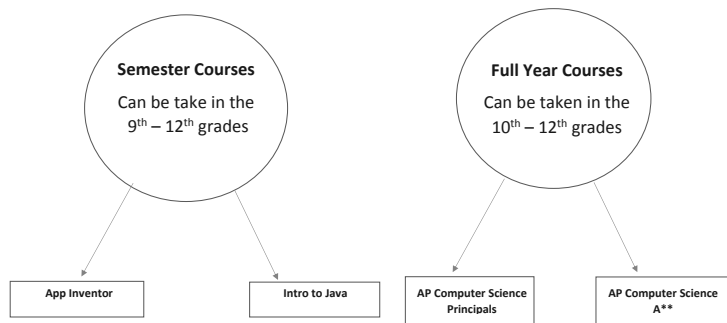 Semester Courses
Can be take in the
9th – 12th grades
Full Year Courses
Can be taken in the
10th – 12th grades
App Inventor
Intro to Java
AP Computer Science
Principals
AP Computer Science
A**